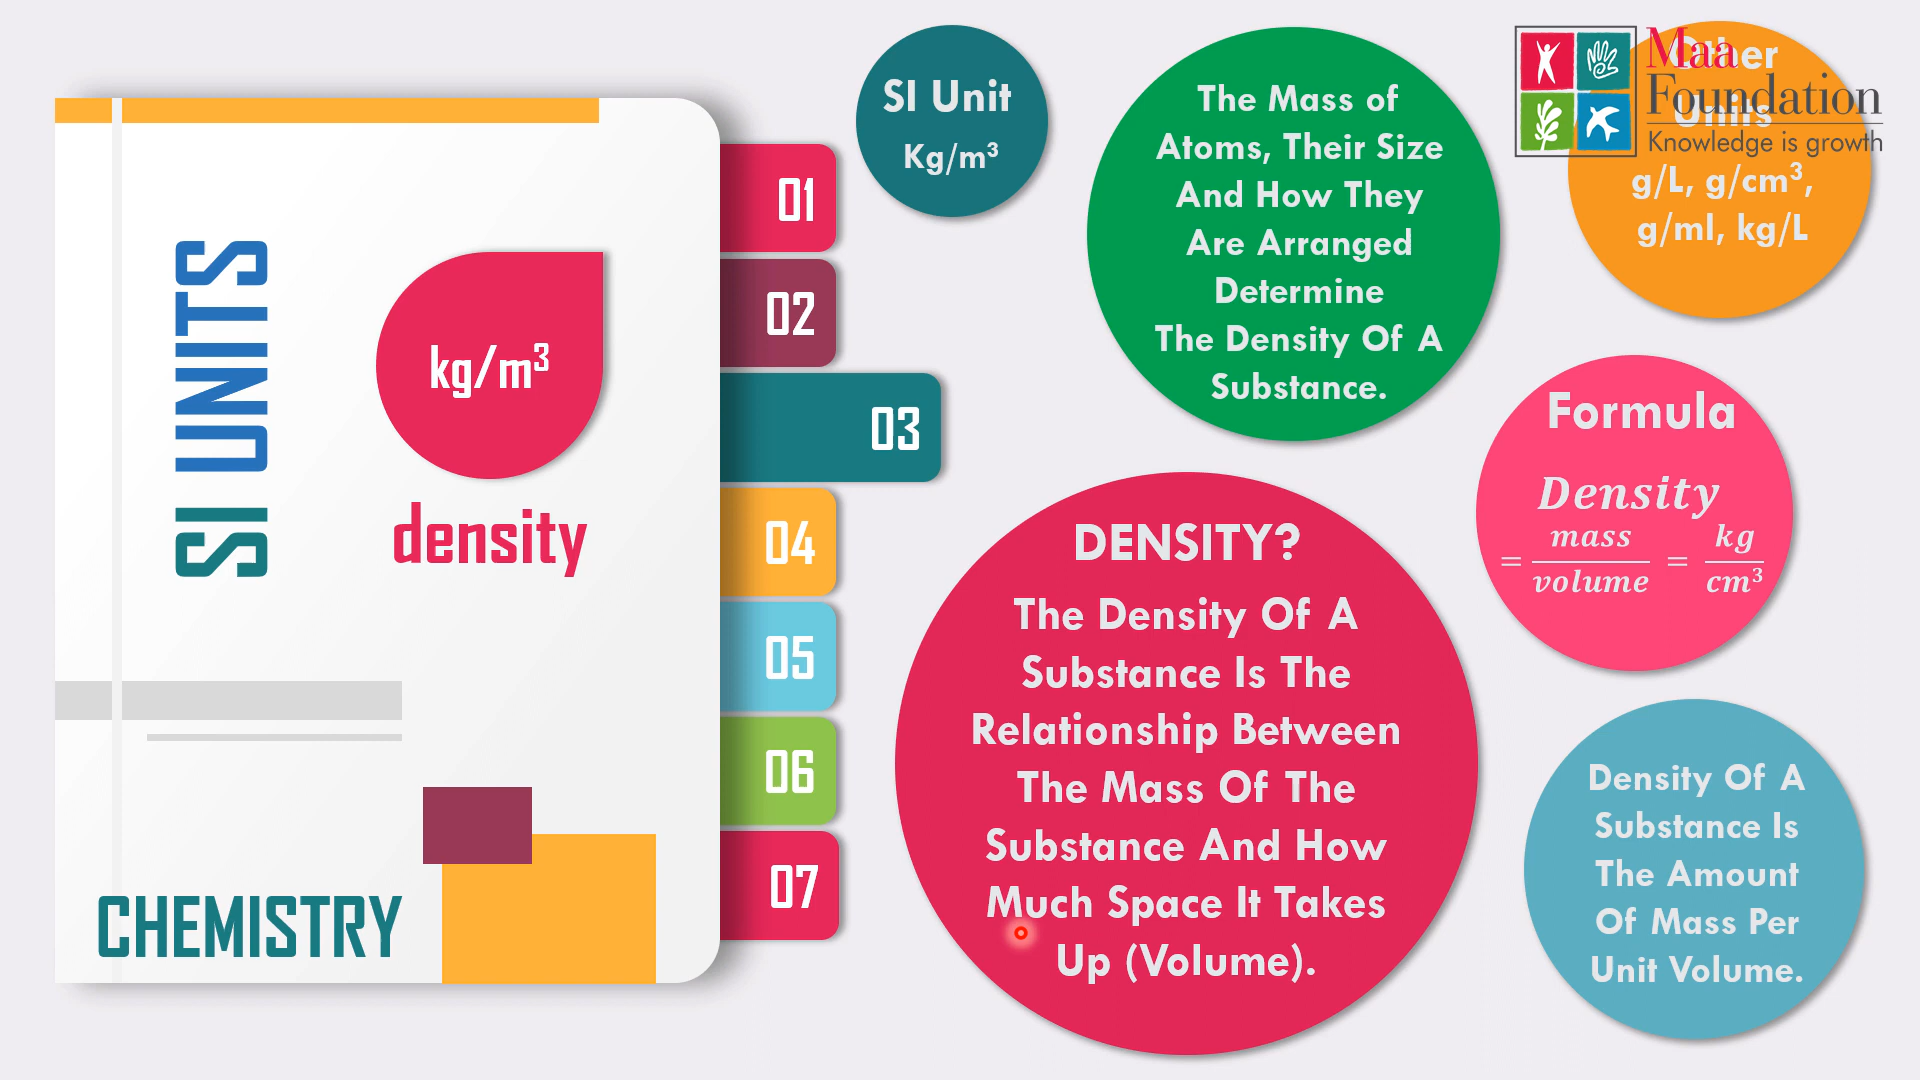 SI UNITS
kg/m³
density
CHEMISTRY
01
02
03
04
05
06
07
SI Unit
Kg/m³
The Mass of
Atoms, Their Size
And How They
Are Arranged
Determine
The Density Of A
Substance.
Maa
Foundation
Knowledge is growth
Other
Units
g/L, g/cm³,
g/ml, kg/L
Formula
Density
= mass/volume = kg/cm³
DENSITY?
The Density Of A
Substance Is The
Relationship Between
The Mass Of The
Substance And How
Much Space It Takes
Up (Volume).
Density Of A
Substance Is
The Amount
Of Mass Per
Unit Volume.